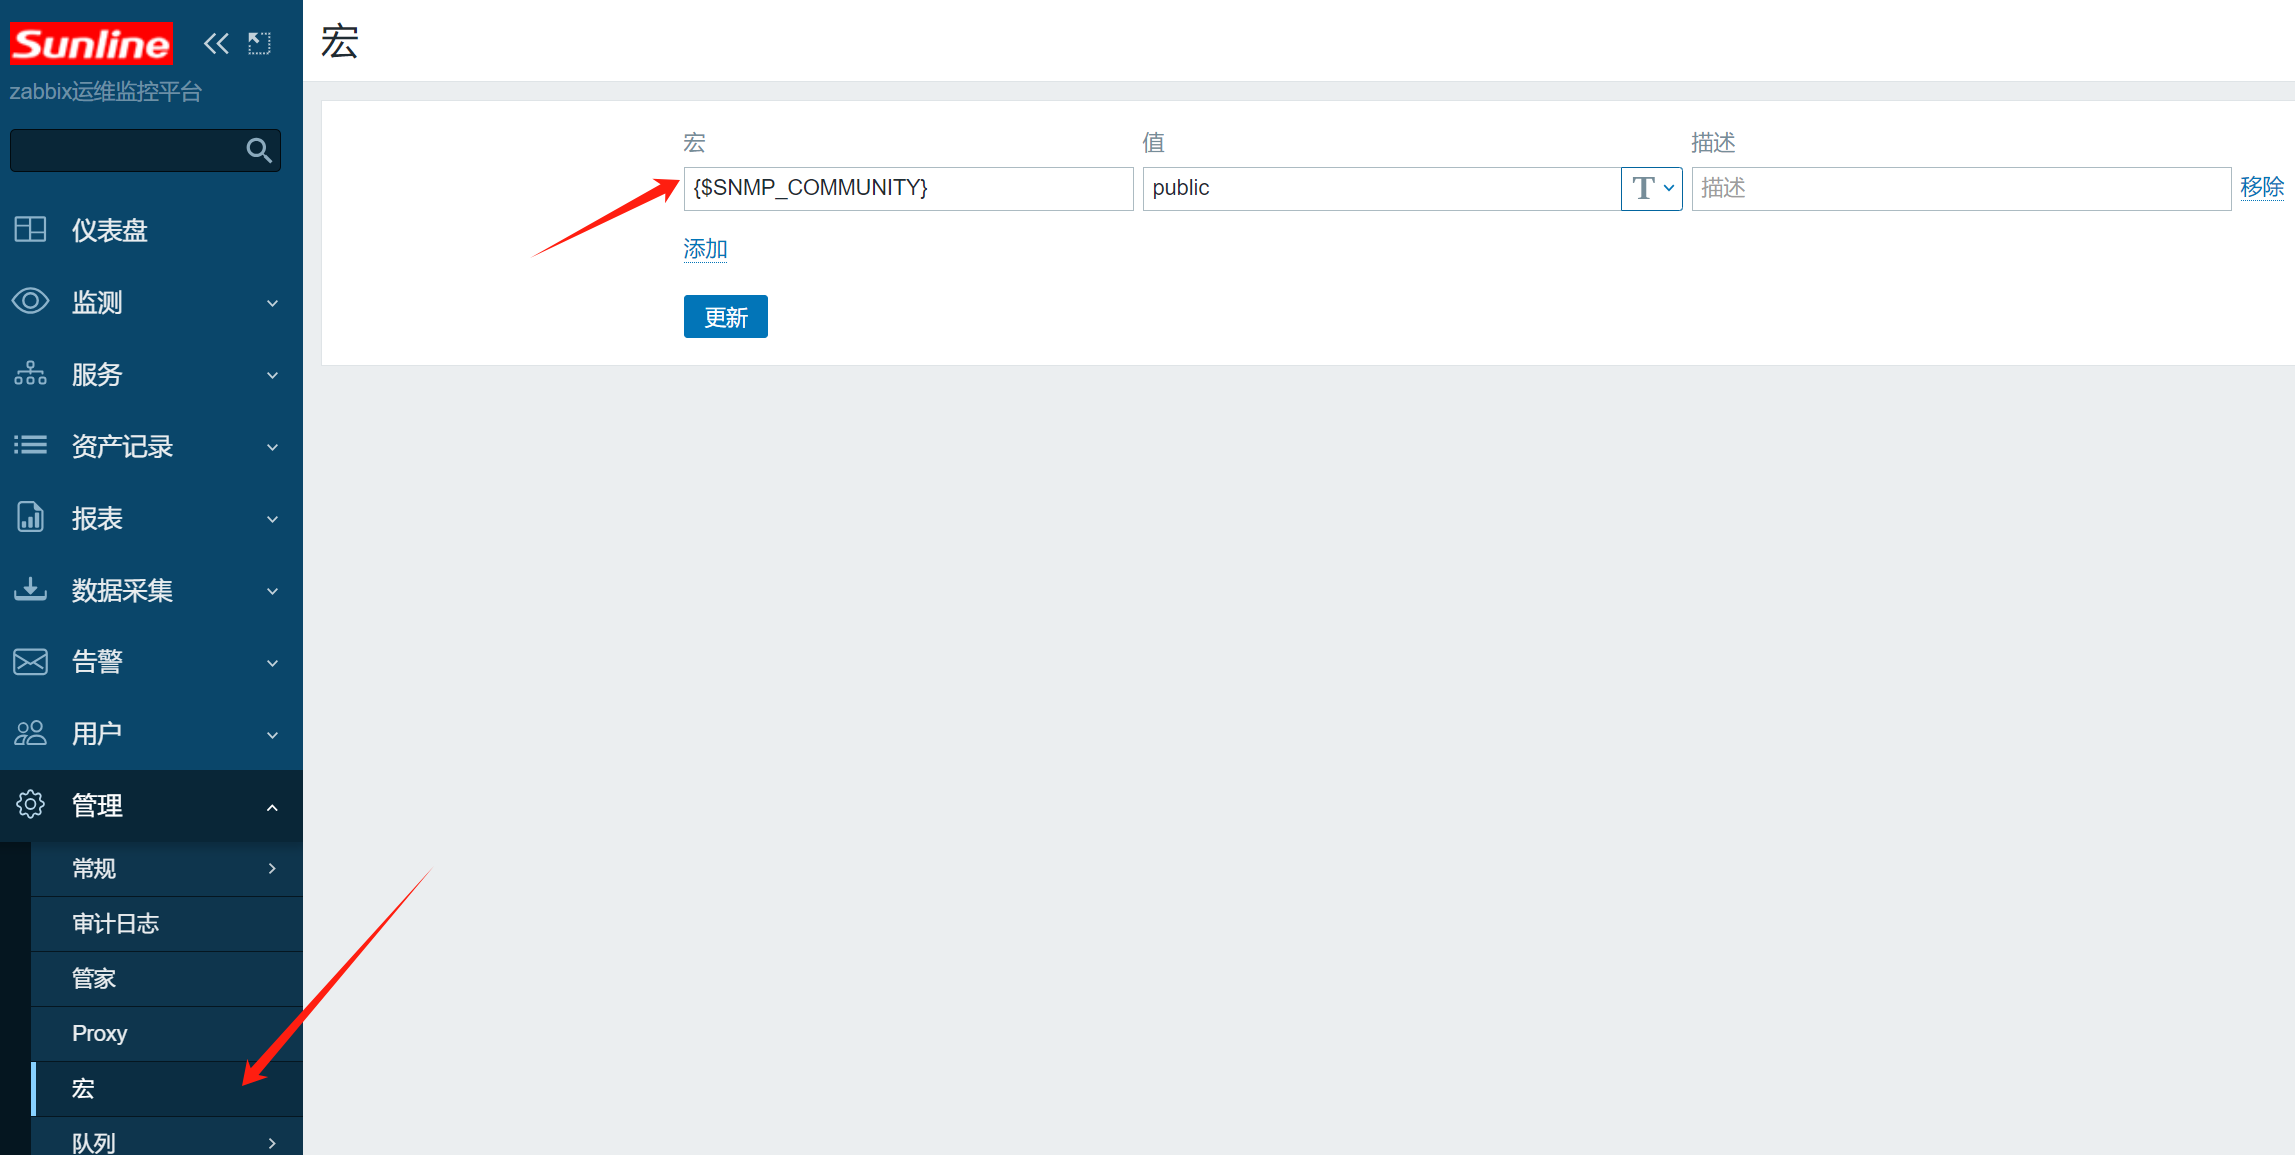 Sunline
zabbix运维监控平台
仪表盘
监测
服务
资产记录
报表
数据采集
告警
用户
管理
常规
审计日志
管家
Proxy
宏
队列
宏
宏 值 描述
{$SNMP_COMMUNITY} public T 描述 移除
添加
更新